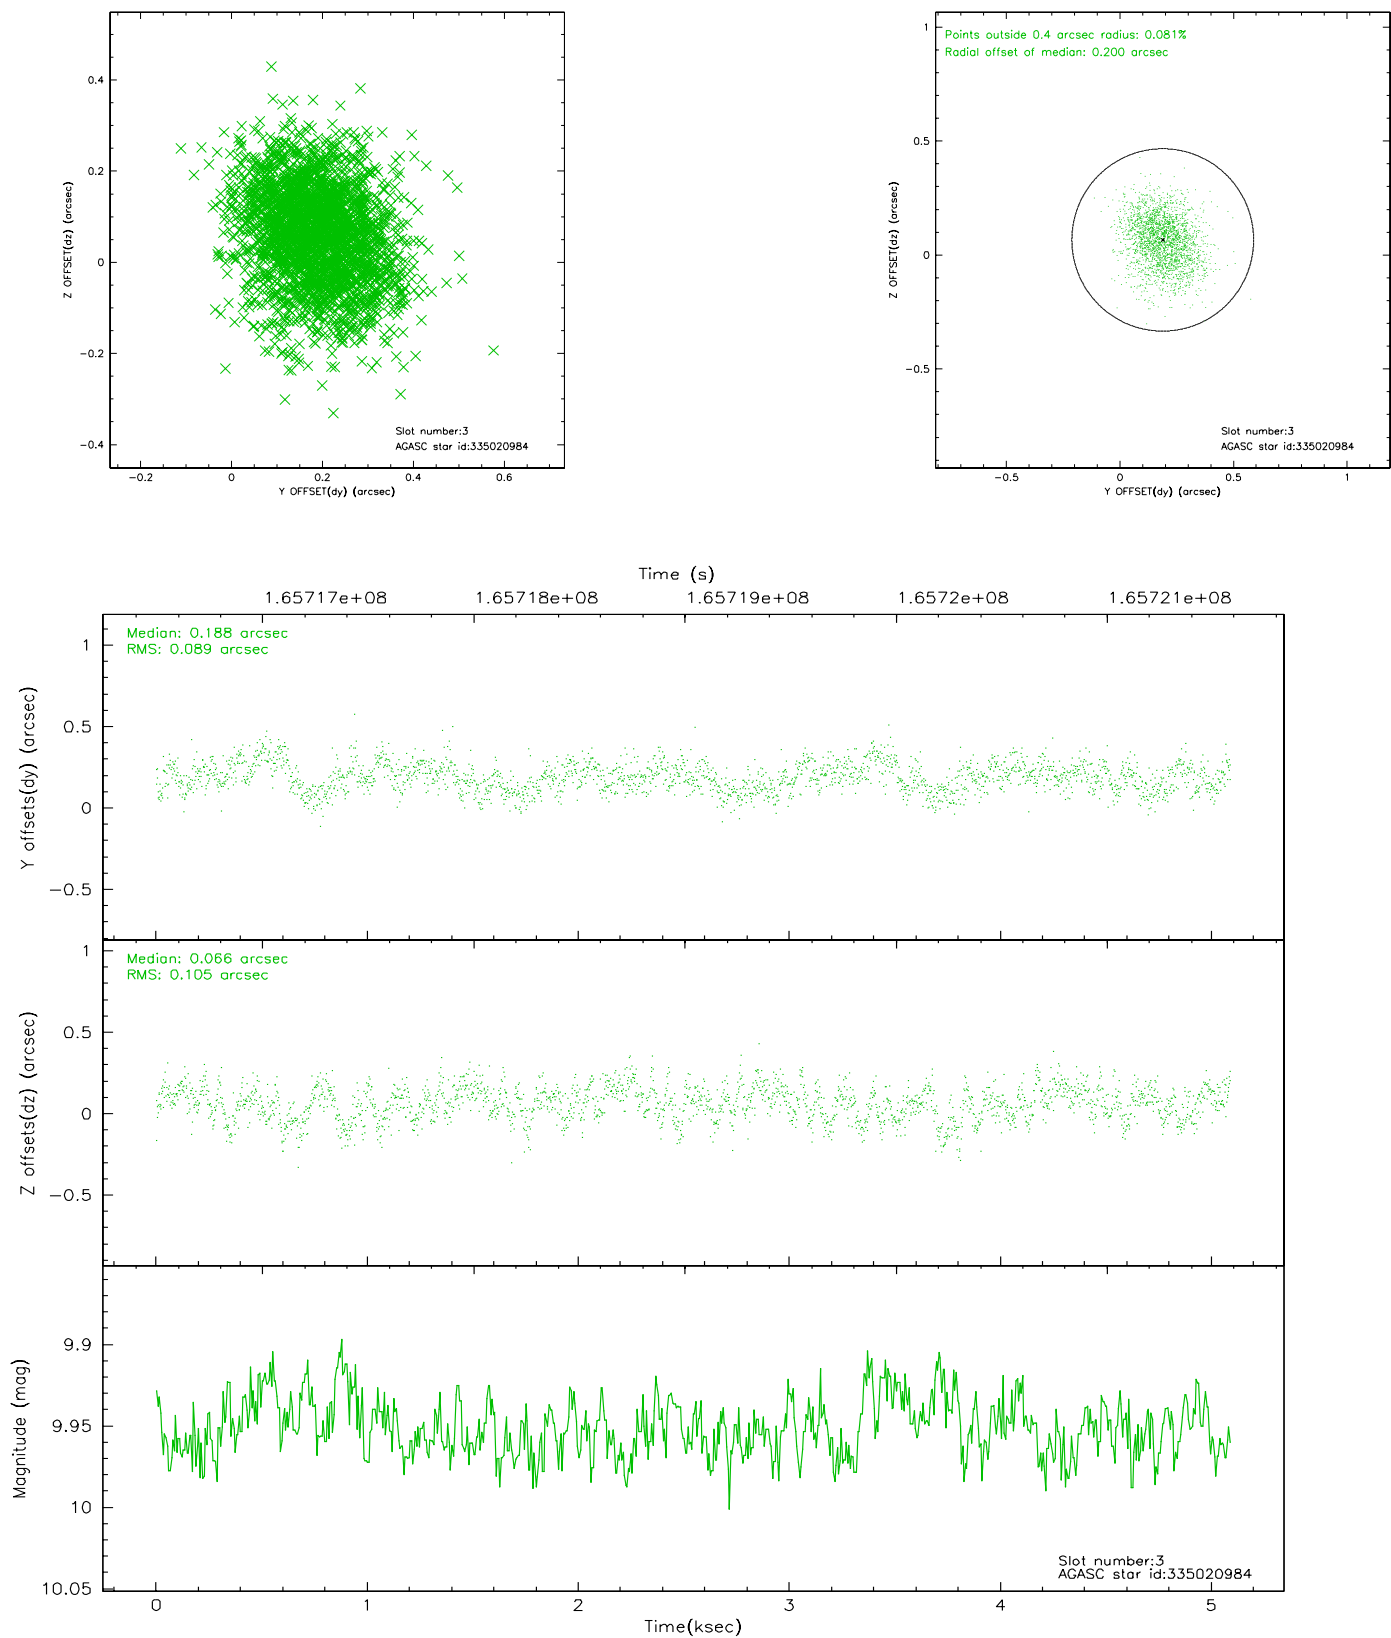 0.4
0.2
0
−0.2
−0.4
Z OFFSET(dz) (arcsec)
−0.2 0 0.2 0.4 0.6
Y OFFSET(dy) (arcsec)
Slot number:3
AGASC star id:335020984
Points outside 0.4 arcsec radius: 0.081%
Radial offset of median: 0.200 arcsec
1
0.5
0
−0.5
Z OFFSET(dz) (arcsec)
−0.5 0 0.5 1
Y OFFSET(dy) (arcsec)
Slot number:3
AGASC star id:335020984
Time (s)
1.65717e+08 1.65718e+08 1.65719e+08 1.6572e+08 1.65721e+08
Median: 0.188 arcsec
RMS: 0.089 arcsec
1
0.5
0
−0.5
Y offsets(dy) (arcsec)
Median: 0.066 arcsec
RMS: 0.105 arcsec
1
0.5
0
−0.5
Z offsets(dz) (arcsec)
9.9
9.95
10
10.05
Magnitude (mag)
Slot number:3
AGASC star id:335020984
0 1 2 3 4 5
Time(ksec)